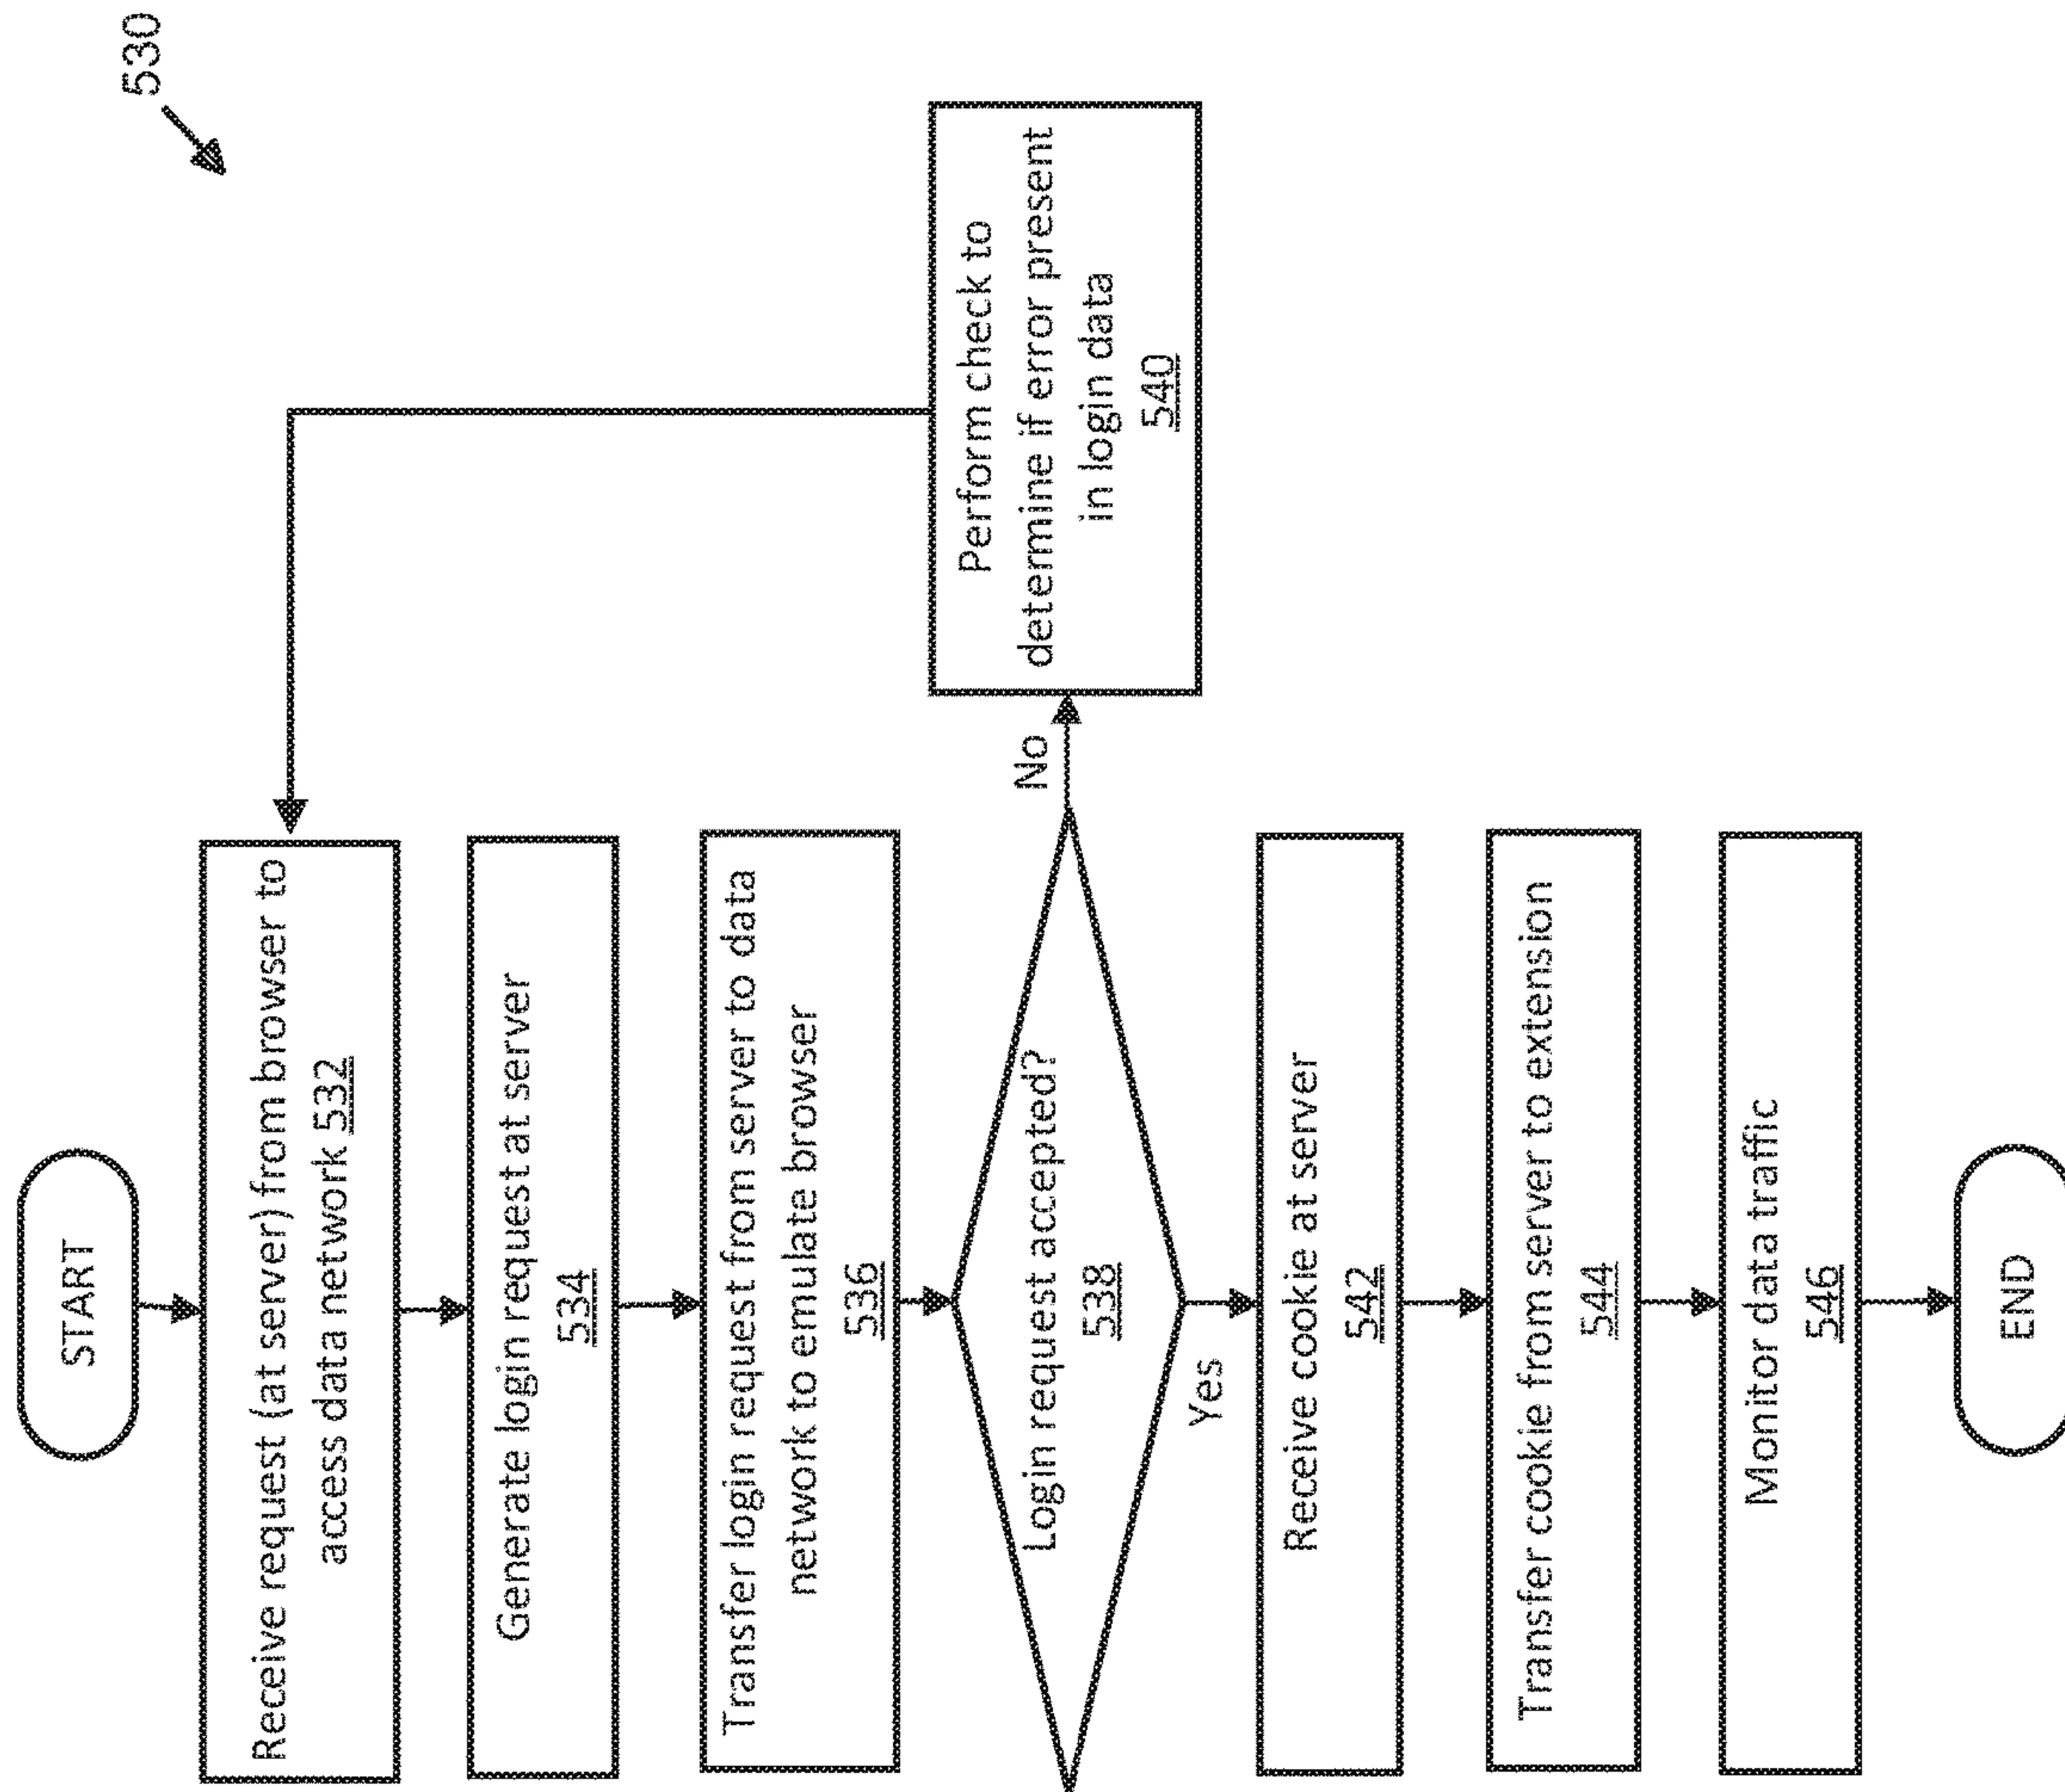 530
START
Receive request (at server) from browser to
access data network 532
Generate login request at server
534
Transfer login request from server to data
network to emulate browser
536
Login request accepted?
538
No
Perform check to
determine if error present
in login data
540
Yes
Receive cookie at server
542
Transfer cookie from server to extension
544
Monitor data traffic
546
END